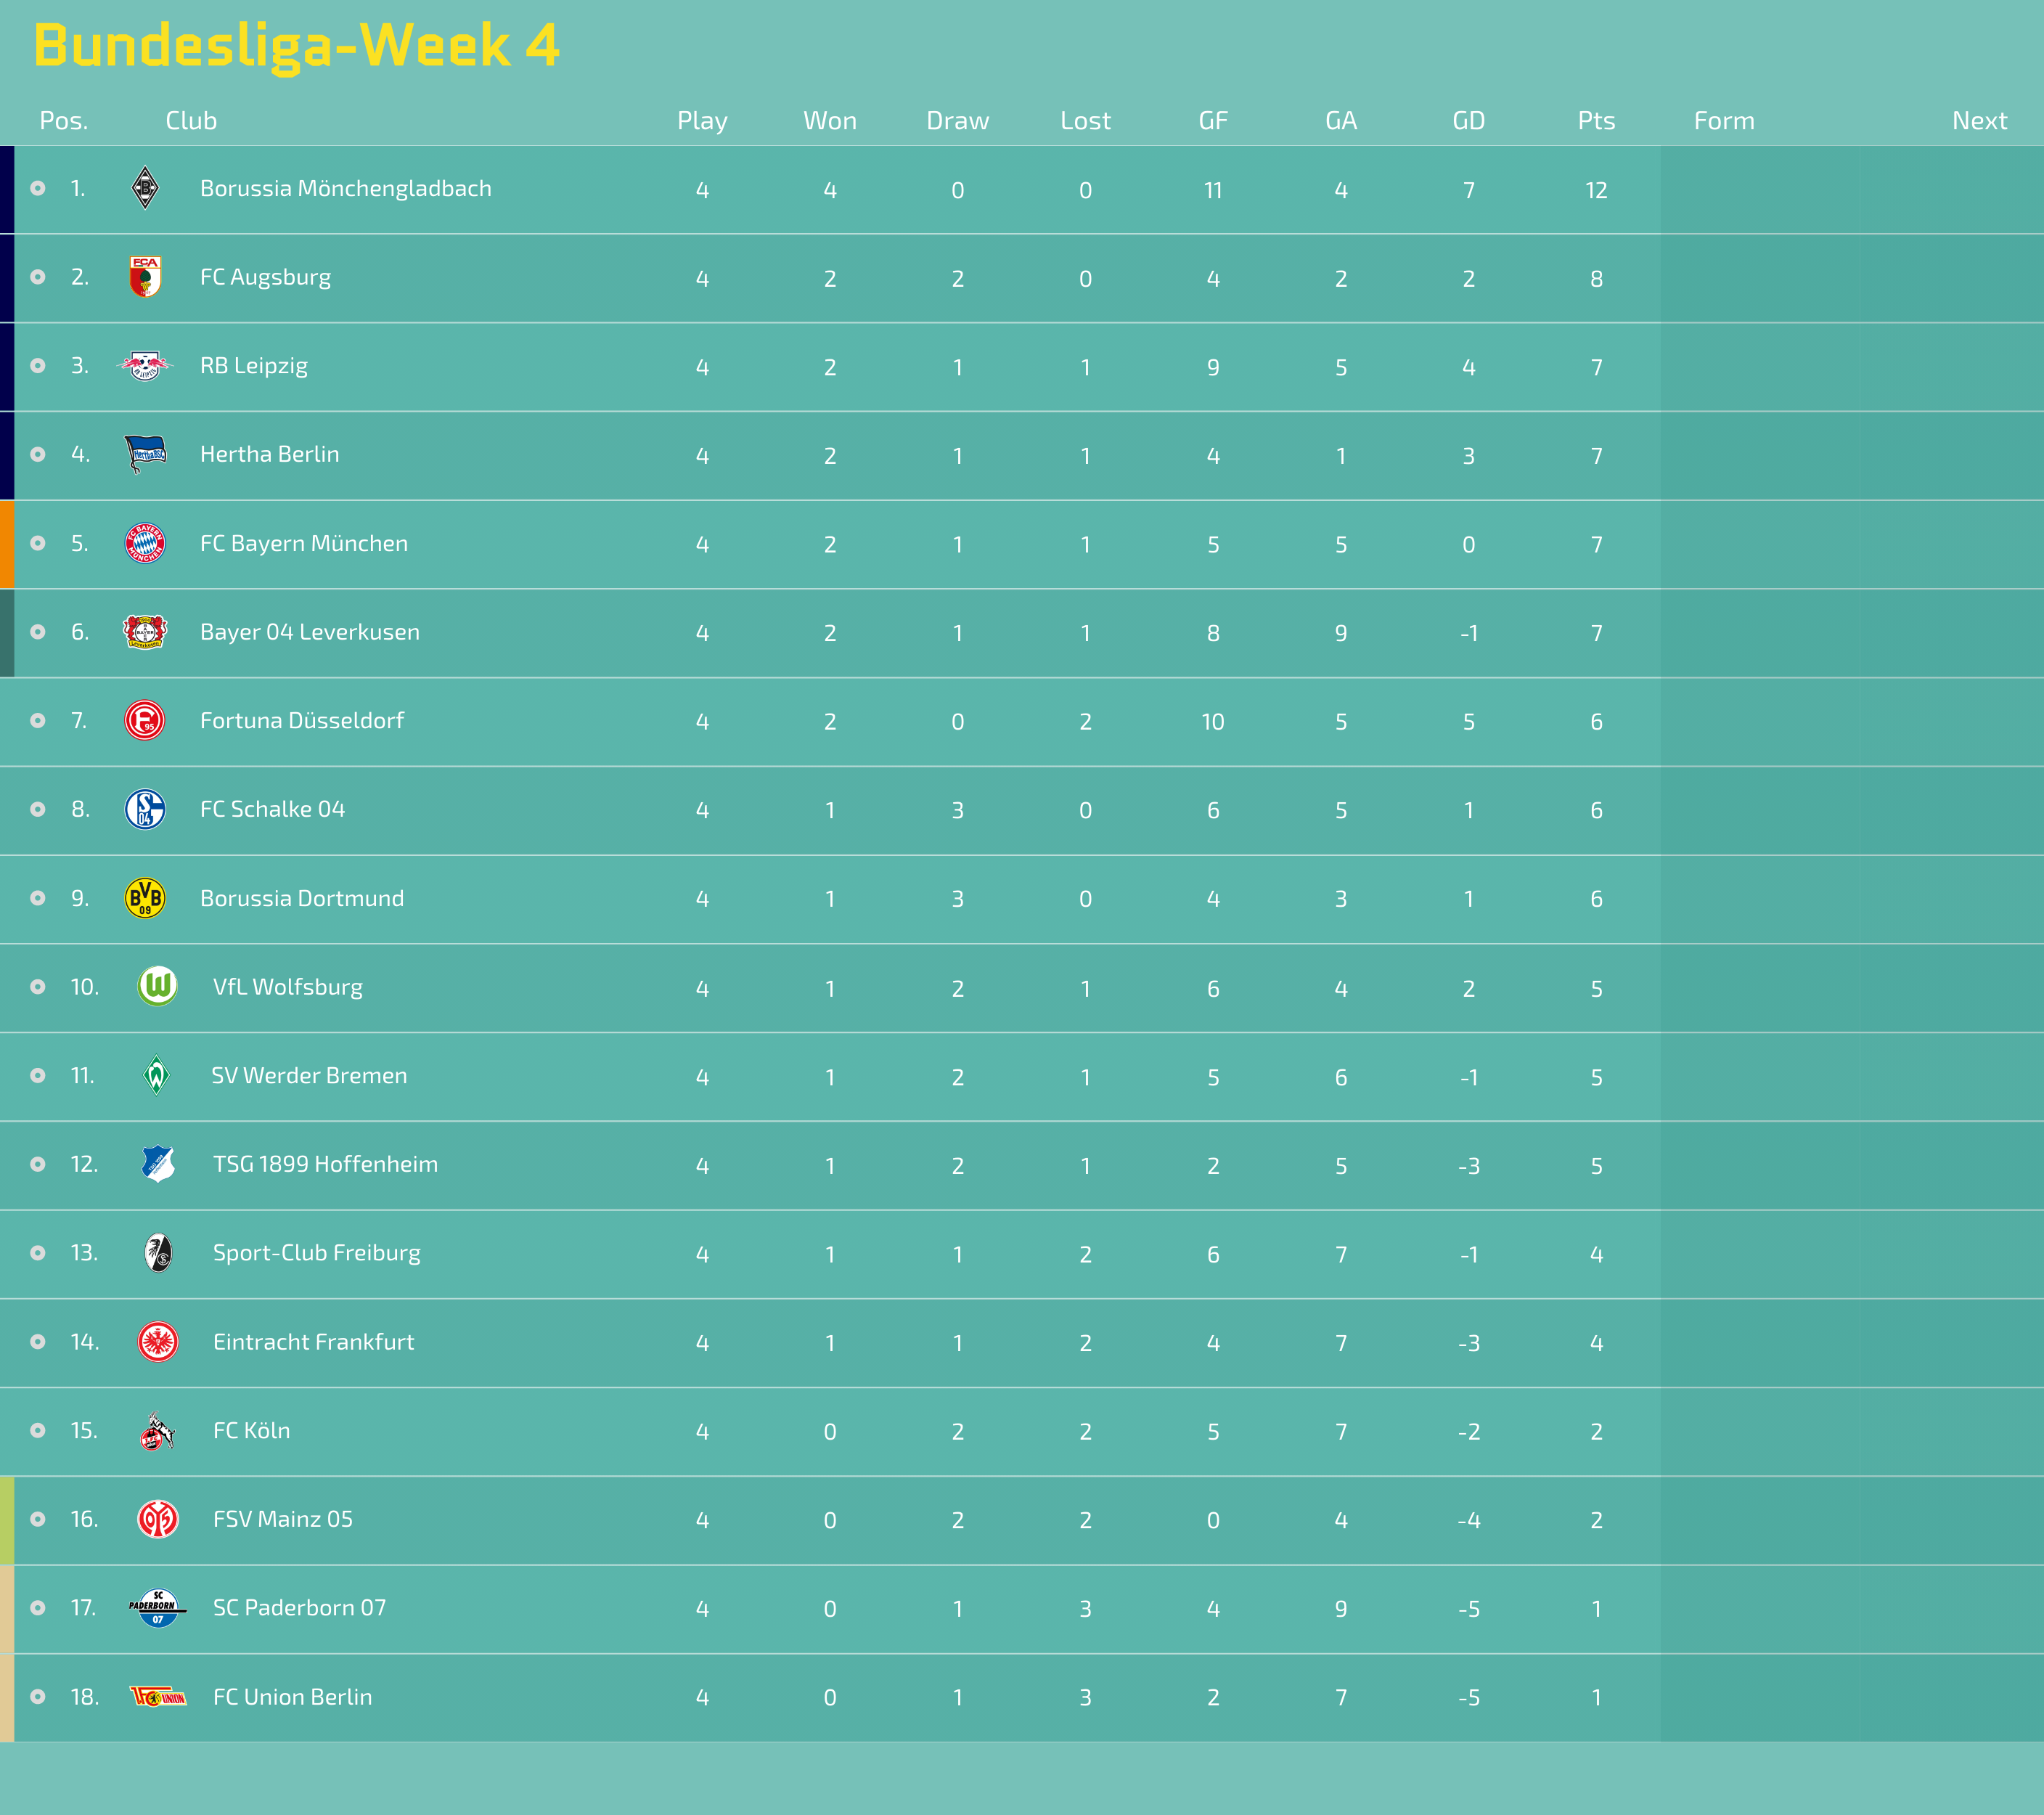 Bundesliga-Week 4
Pos. Club Play Won Draw Lost GF GA GD Pts Form Next
1. Borussia Mönchengladbach 4 4 0 0 11 4 7 12
2. FC Augsburg 4 2 2 0 4 2 2 8
3. RB Leipzig 4 2 1 1 9 5 4 7
4. Hertha Berlin 4 2 1 1 4 1 3 7
5. FC Bayern München 4 2 1 1 5 5 0 7
6. Bayer 04 Leverkusen 4 2 1 1 8 9 -1 7
7. Fortuna Düsseldorf 4 2 0 2 10 5 5 6
8. FC Schalke 04 4 1 3 0 6 5 1 6
9. Borussia Dortmund 4 1 3 0 4 3 1 6
10. VfL Wolfsburg 4 1 2 1 6 4 2 5
11. SV Werder Bremen 4 1 2 1 5 6 -1 5
12. TSG 1899 Hoffenheim 4 1 2 1 2 5 -3 5
13. Sport-Club Freiburg 4 1 1 2 6 7 -1 4
14. Eintracht Frankfurt 4 1 1 2 4 7 -3 4
15. FC Köln 4 0 2 2 5 7 -2 2
16. FSV Mainz 05 4 0 2 2 0 4 -4 2
17. SC Paderborn 07 4 0 1 3 4 9 -5 1
18. FC Union Berlin 4 0 1 3 2 7 -5 1